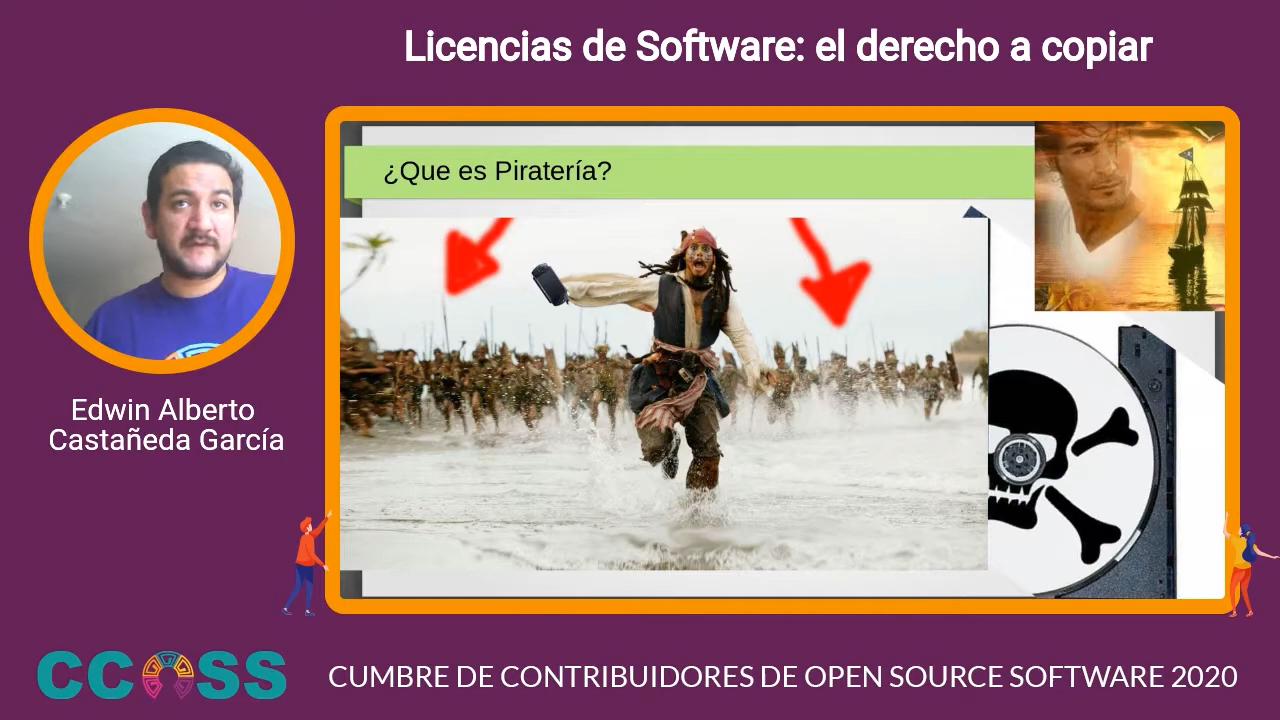 Licencias de Software: el derecho a copiar
¿Que es Piratería?
Edwin Alberto
Castañeda García
CCOSS
CUMBRE DE CONTRIBUIDORES DE OPEN SOURCE SOFTWARE 2020